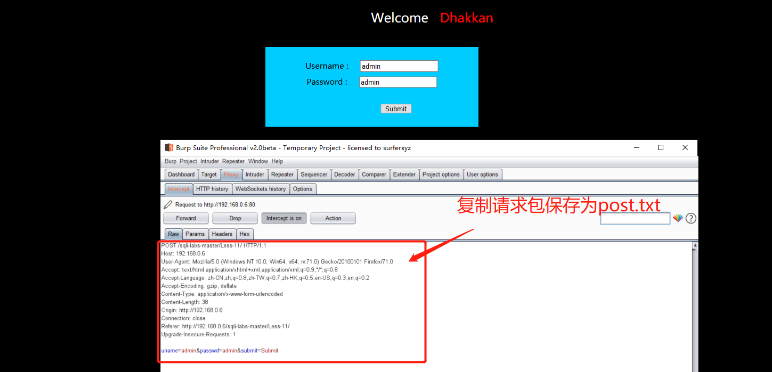 Welcome Dhakkan
Username : admin
Password : admin
Submit
Burp Suite Professional v2.0beta - Temporary Project - licensed to surferxyz
Burp Project Intruder Repeater Window Help
Dashboard Target Proxy Intruder Repeater Sequencer Decoder Comparer Extender Project options User options
Intercept HTTP history WebSockets history Options
Request to http://192.168.0.6:80
复制请求包保存为post.txt
Forward Drop Intercept is on Action
Raw Params Headers Hex
POST /sqli-labs-master/Less-11/ HTTP/1.1
Host: 192.168.0.6
User-Agent: Mozilla/5.0 (Windows NT 10.0; Win64; x64; rv:71.0) Gecko/20100101 Firefox/71.0
Accept: text/html,application/xhtml+xml,application/xml;q=0.9,*/*;q=0.8
Accept-Language: zh-CN,zh;q=0.8,zh-TW;q=0.7,zh-HK;q=0.5,en-US;q=0.3,en;q=0.2
Accept-Encoding: gzip, deflate
Content-Type: application/x-www-form-urlencoded
Content-Length: 38
Origin: http://192.168.0.6
Connection: close
Referer: http://192.168.0.6/sqli-labs-master/Less-11/
Upgrade-Insecure-Requests: 1
uname=admin&passwd=admin&submit=Submit